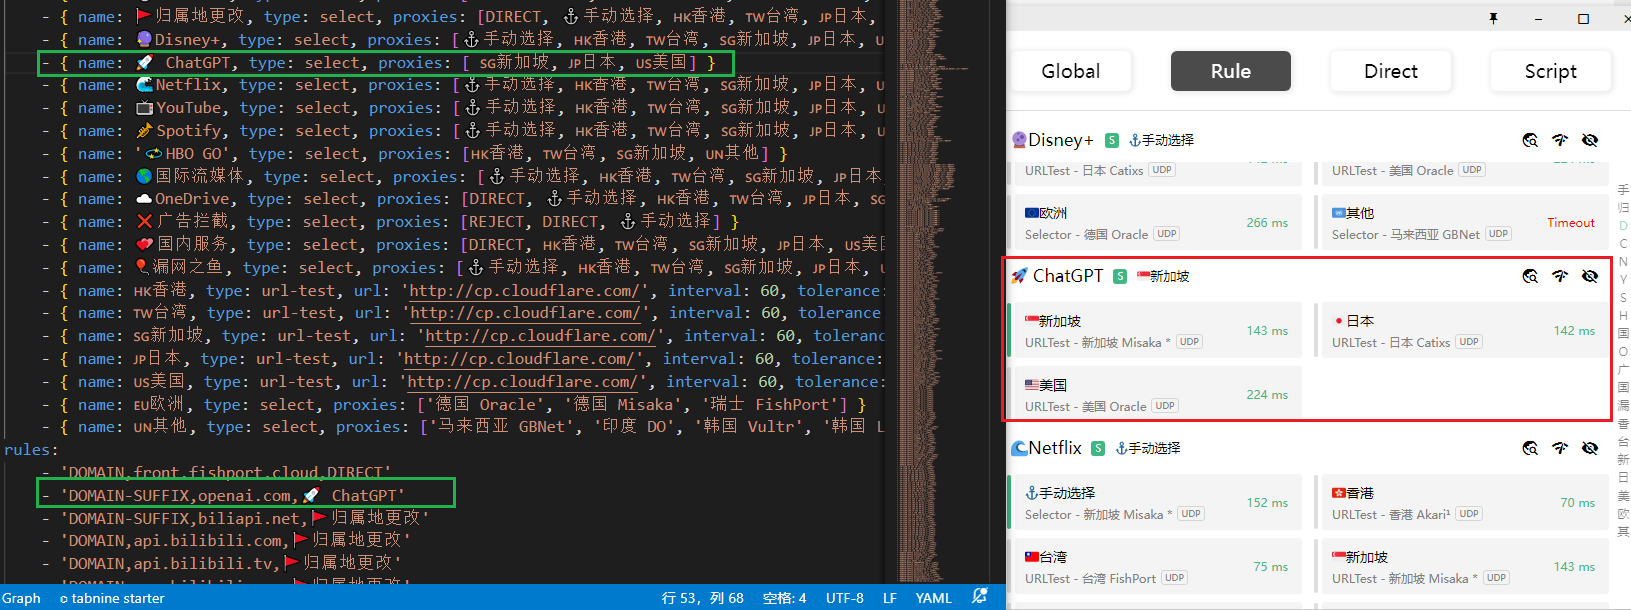 - { name: 🚩归属地更改, type: select, proxies: [DIRECT, ⚓手动选择, HK香港, TW台湾, JP日本,
- { name: 🔮Disney+, type: select, proxies: [⚓手动选择, HK香港, TW台湾, SG新加坡, JP日本, U
- { name: 🚀 ChatGPT, type: select, proxies: [ SG新加坡, JP日本, US美国] }
- { name: 🌊Netflix, type: select, proxies: [⚓手动选择, HK香港, TW台湾, SG新加坡, JP日本, U
- { name: 📺YouTube, type: select, proxies: [⚓手动选择, HK香港, TW台湾, SG新加坡, JP日本,
- { name: 🎺Spotify, type: select, proxies: [⚓手动选择, HK香港, TW台湾, SG新加坡, JP日本,
- { name: 'HBO GO', type: select, proxies: [HK香港, TW台湾, SG新加坡, UN其他] }
- { name: 🌎国际流媒体, type: select, proxies: [⚓手动选择, HK香港, TW台湾, SG新加坡, JP日本
- { name: ☁OneDrive, type: select, proxies: [DIRECT, ⚓手动选择, HK香港, TW台湾, SG
- { name: ❌广告拦截, type: select, proxies: [REJECT, DIRECT, ⚓手动选择] }
- { name: 💞国内服务, type: select, proxies: [DIRECT, HK香港, TW台湾, SG新加坡, JP日本, US美国
- { name: 🎈漏网之鱼, type: select, proxies: [⚓手动选择, HK香港, TW台湾, SG新加坡, JP日本,
- { name: HK香港, type: url-test, url: 'http://cp.cloudflare.com/', interval: 60, tolerance:
- { name: TW台湾, type: url-test, url: 'http://cp.cloudflare.com/', interval: 60, tolerance
- { name: SG新加坡, type: url-test, url: 'http://cp.cloudflare.com/', interval: 60, toleranc
- { name: JP日本, type: url-test, url: 'http://cp.cloudflare.com/', interval: 60, tolerance:
- { name: US美国, type: url-test, url: 'http://cp.cloudflare.com/', interval: 60, tolerance:
- { name: EU欧洲, type: select, proxies: ['德国 Oracle', '德国 Misaka', '瑞士 FishPort'] }
- { name: UN其他, type: select, proxies: ['马来西亚 GBNet', '印度 DO', '韩国 Vultr', '韩国 L
rules:
- 'DOMAIN,front.fishport.cloud,DIRECT'
- 'DOMAIN-SUFFIX,openai.com,🚀 ChatGPT'
- 'DOMAIN-SUFFIX,biliapi.net,🚩归属地更改'
- 'DOMAIN,api.bilibili.com,🚩归属地更改'
- 'DOMAIN,api.bilibili.tv,🚩归属地更改'
Graph tabnine starter 行 53，列 68 空格: 4 UTF-8 LF YAML
Global Rule Direct Script
🔮Disney+ S ⚓手动选择
URLTest - 日本 Catixs UDP
URLTest - 美国 Oracle UDP
🇪🇺欧洲 266 ms
Selector - 德国 Oracle UDP
🇺🇳其他 Timeout
Selector - 马来西亚 GBNet UDP
🚀 ChatGPT S 🇸🇬新加坡
🇸🇬新加坡 143 ms
URLTest - 新加坡 Misaka * UDP
🇯🇵日本 142 ms
URLTest - 日本 Catixs UDP
🇺🇸美国 224 ms
URLTest - 美国 Oracle UDP
🌊Netflix S ⚓手动选择
⚓手动选择 152 ms
Selector - 新加坡 Misaka * UDP
🇭🇰香港 70 ms
URLTest - 香港 Akari¹ UDP
🇹🇼台湾 75 ms
URLTest - 台湾 FishPort UDP
🇸🇬新加坡 143 ms
URLTest - 新加坡 Misaka * UDP
手
归
D
C
N
Y
S
H
国
O
广
国
漏
香
台
新
日
美
欧
其